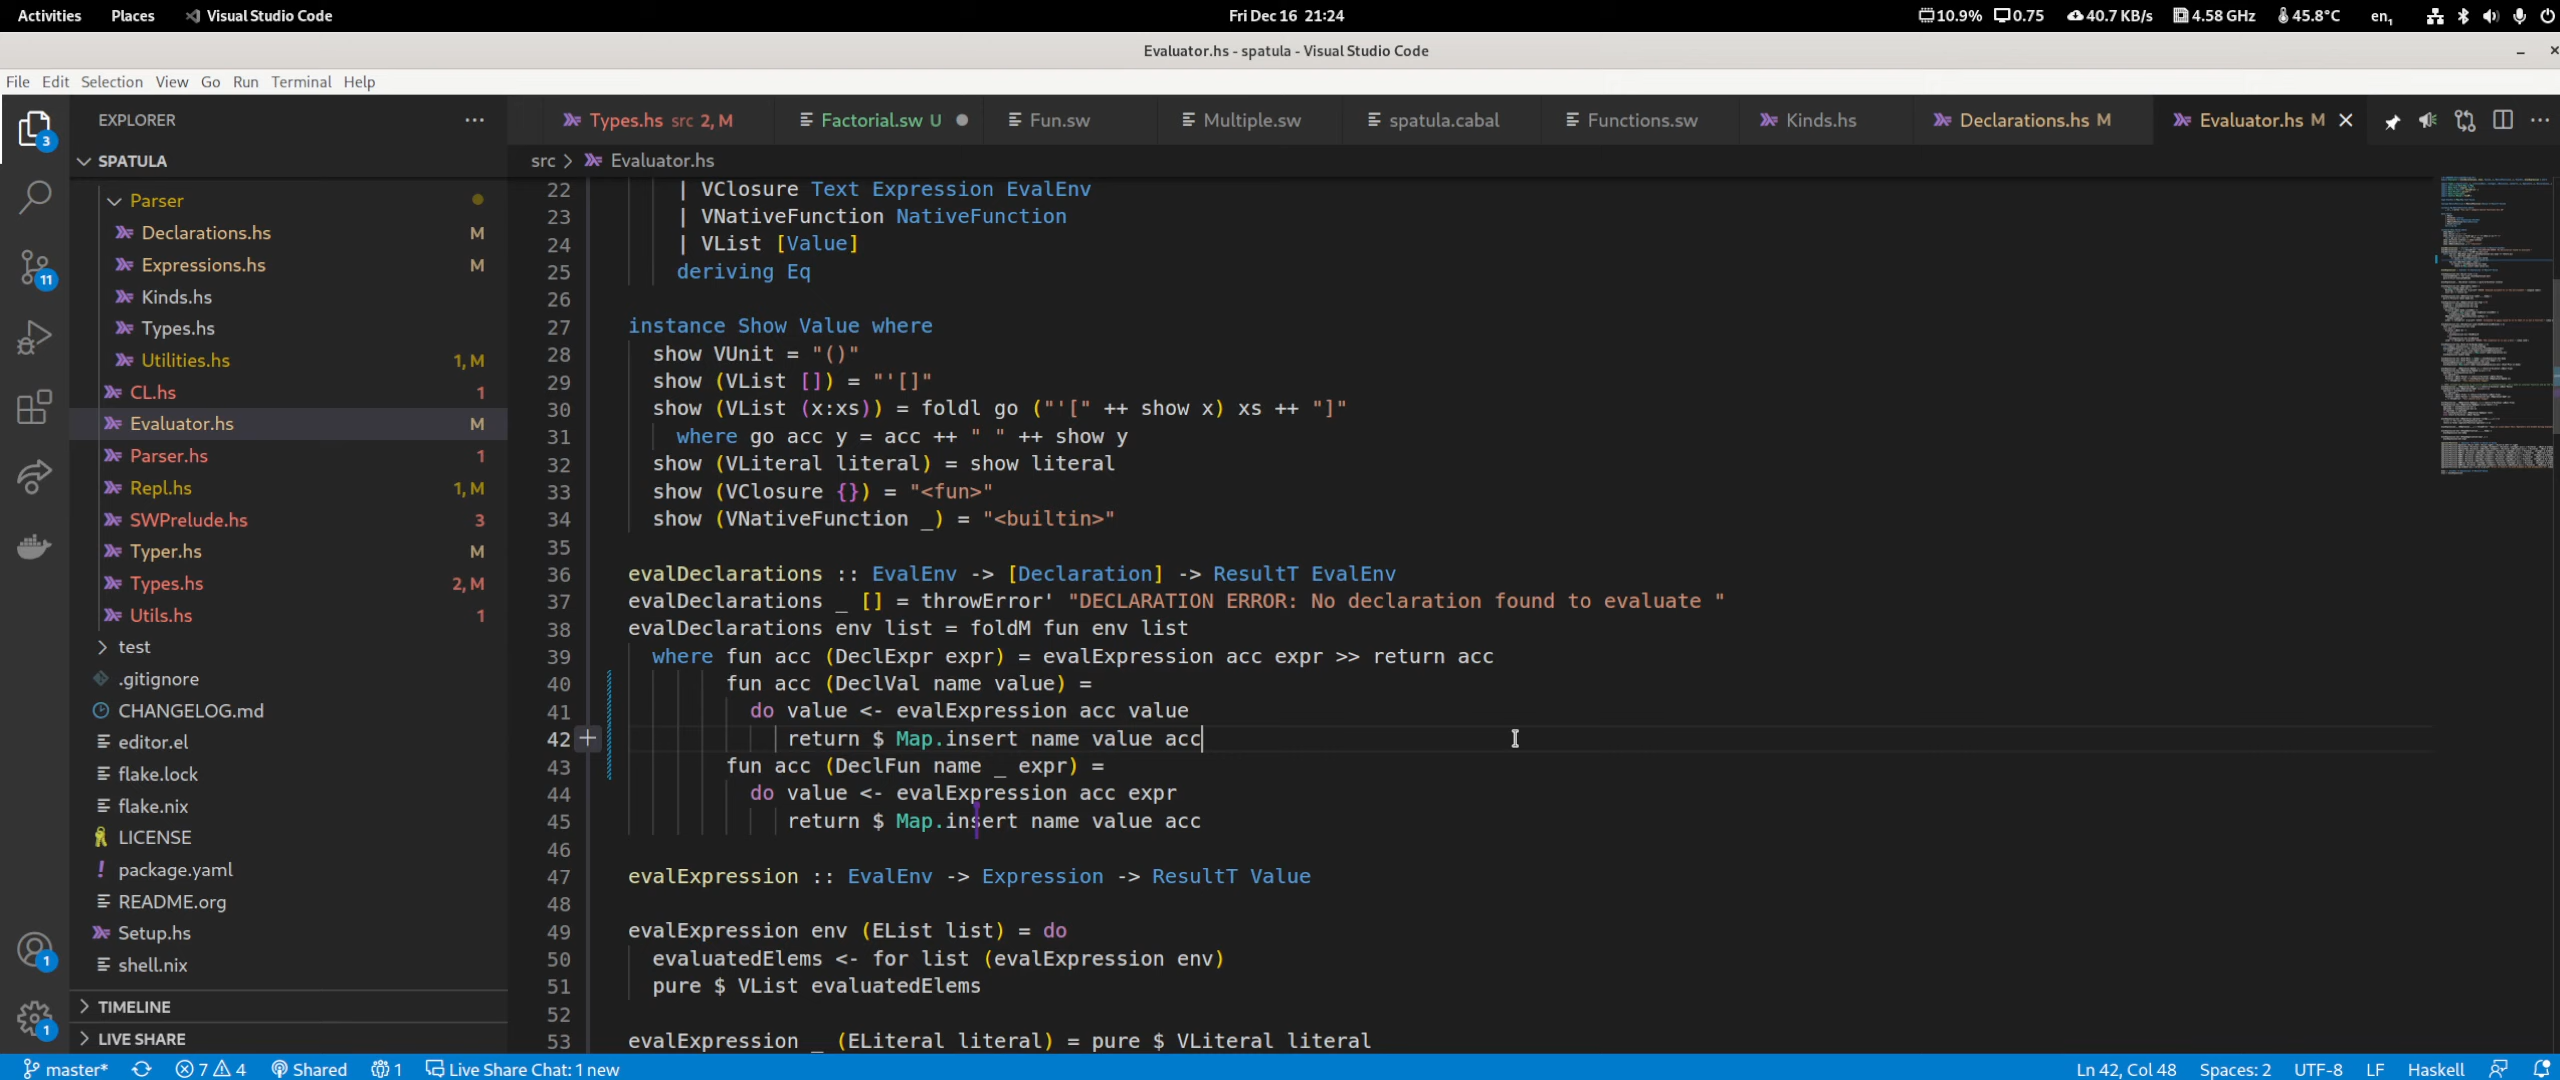 Activities Places Visual Studio Code Fri Dec 16 21:24 10.9% 0.75 40.7 KB/s 4.58 GHz 45.8°C en₁
Evaluator.hs - spatula - Visual Studio Code
File Edit Selection View Go Run Terminal Help
EXPLORER
Types.hs src 2, M Factorial.sw U Fun.sw Multiple.sw spatula.cabal Functions.sw Kinds.hs Declarations.hs M Evaluator.hs M
SPATULA
src > Evaluator.hs
Parser
Declarations.hs M
Expressions.hs M
Kinds.hs
Types.hs
Utilities.hs 1, M
CL.hs 1
Evaluator.hs M
Parser.hs 1
Repl.hs 1, M
SWPrelude.hs 3
Typer.hs M
Types.hs 2, M
Utils.hs 1
test
.gitignore
CHANGELOG.md
editor.el
flake.lock
flake.nix
LICENSE
package.yaml
README.org
Setup.hs
shell.nix
TIMELINE
LIVE SHARE
3
11
1
1
22 | VClosure Text Expression EvalEnv
23 | VNativeFunction NativeFunction
24 | VList [Value]
25 deriving Eq
26
27 instance Show Value where
28 show VUnit = "()"
29 show (VList []) = "'[]"
30 show (VList (x:xs)) = foldl go ("'[" ++ show x) xs ++ "]"
31 where go acc y = acc ++ " " ++ show y
32 show (VLiteral literal) = show literal
33 show (VClosure {}) = "<fun>"
34 show (VNativeFunction _) = "<builtin>"
35
36 evalDeclarations :: EvalEnv -> [Declaration] -> ResultT EvalEnv
37 evalDeclarations _ [] = throwError' "DECLARATION ERROR: No declaration found to evaluate "
38 evalDeclarations env list = foldM fun env list
39 where fun acc (DeclExpr expr) = evalExpression acc expr >> return acc
40 fun acc (DeclVal name value) =
41 do value <- evalExpression acc value
42 return $ Map.insert name value acc
43 fun acc (DeclFun name _ expr) =
44 do value <- evalExpression acc expr
45 return $ Map.insert name value acc
46
47 evalExpression :: EvalEnv -> Expression -> ResultT Value
48
49 evalExpression env (EList list) = do
50 evaluatedElems <- for list (evalExpression env)
51 pure $ VList evaluatedElems
52
53 evalExpression _ (ELiteral literal) = pure $ VLiteral literal
master* 7 4 Shared 1 Live Share Chat: 1 new Ln 42, Col 48 Spaces: 2 UTF-8 LF Haskell